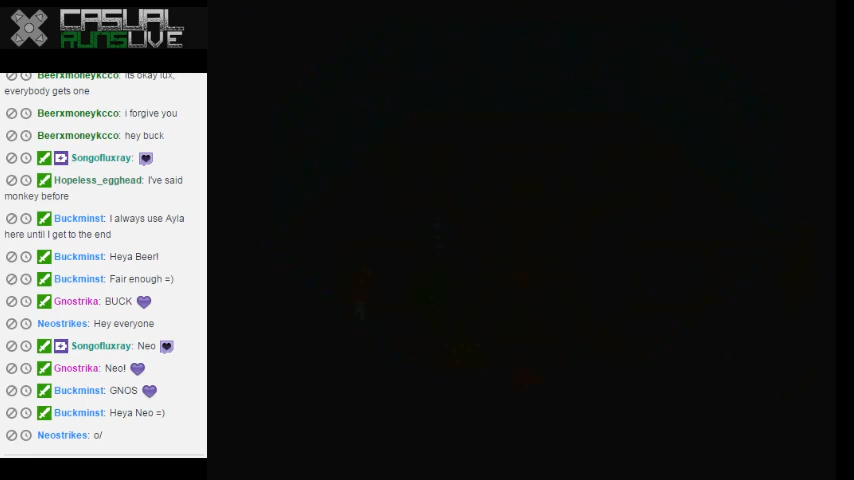 CASUAL
RUNSLIVE
Beerxmoneykcco: its okay lux,
everybody gets one
Beerxmoneykcco: i forgive you
Beerxmoneykcco: hey buck
Songofluxray:
Hopeless_egghead: I've said
monkey before
Buckminst: I always use Ayla
here until I get to the end
Buckminst: Heya Beer!
Buckminst: Fair enough =)
Gnostrika: BUCK
Neostrikes: Hey everyone
Songofluxray: Neo
Gnostrika: Neo!
Buckminst: GNOS
Buckminst: Heya Neo =)
Neostrikes: o/